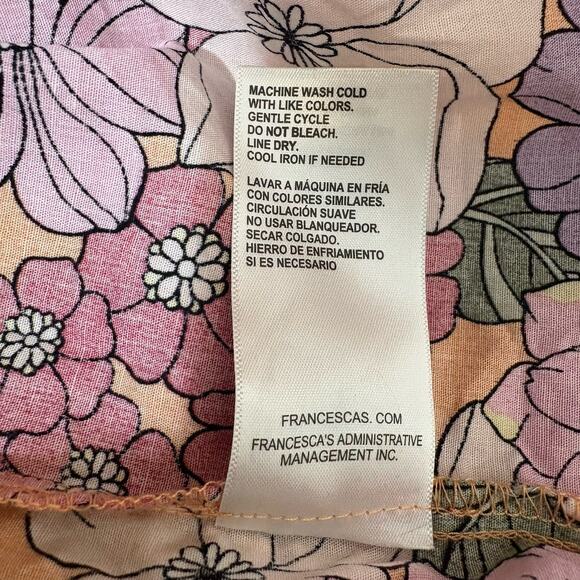 MACHINE WASH COLD
WITH LIKE COLORS.
GENTLE CYCLE
DO NOT BLEACH.
LINE DRY.
COOL IRON IF NEEDED
LAVAR A MÁQUINA EN FRÍA
CON COLORES SIMILARES.
CIRCULACIÓN SUAVE
NO USAR BLANQUEADOR.
SECAR COLGADO.
HIERRO DE ENFRIAMIENTO
SI ES NECESARIO
FRANCESCAS. COM
FRANCESCA'S ADMINISTRATIVE
MANAGEMENT INC.